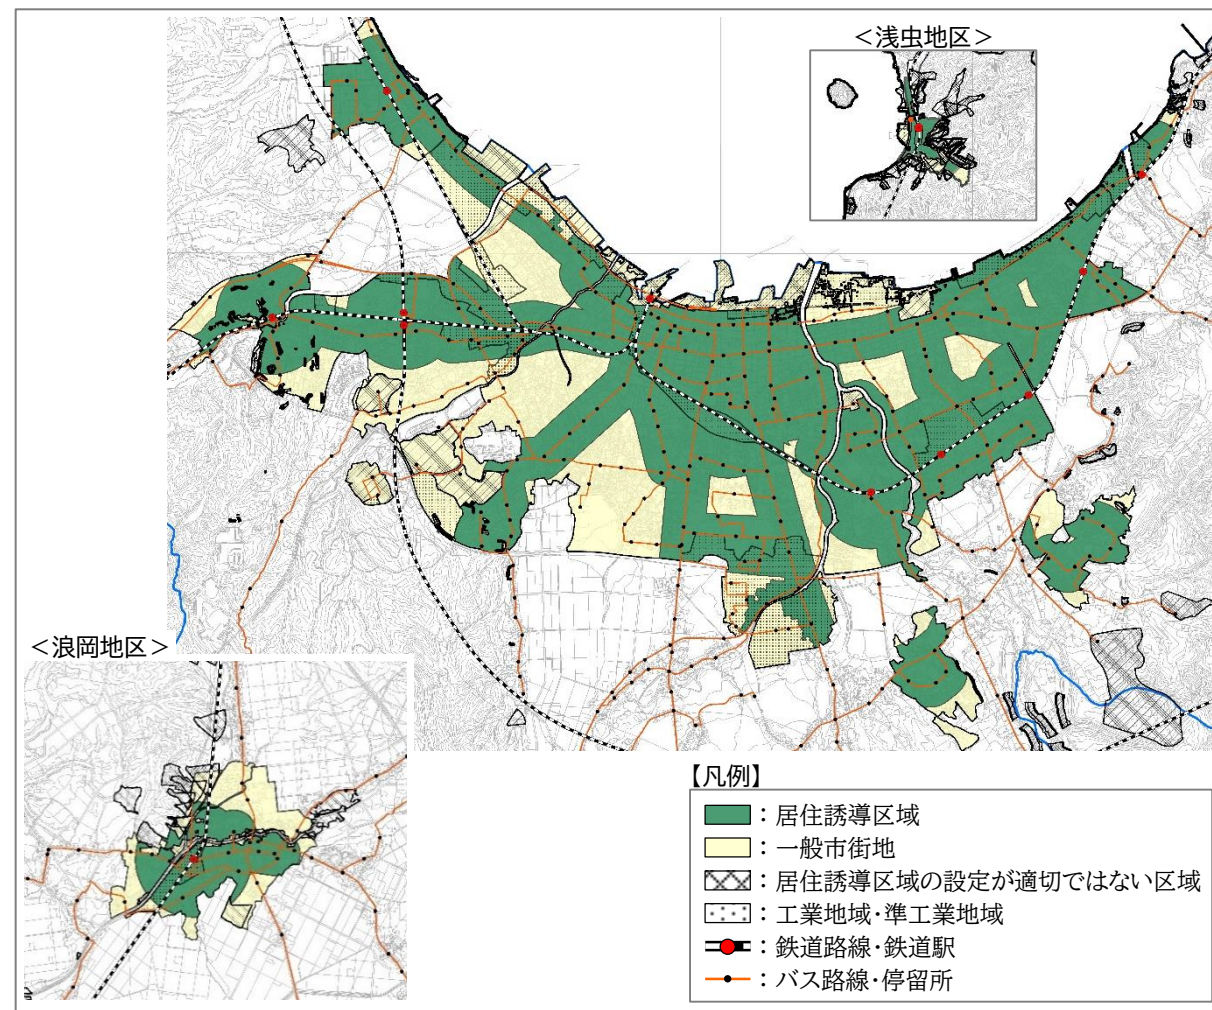 ＜浅虫地区＞
＜浪岡地区＞
【凡例】
：居住誘導区域
：一般市街地
：居住誘導区域の設定が適切ではない区域
：工業地域・準工業地域
：鉄道路線・鉄道駅
：バス路線・停留所